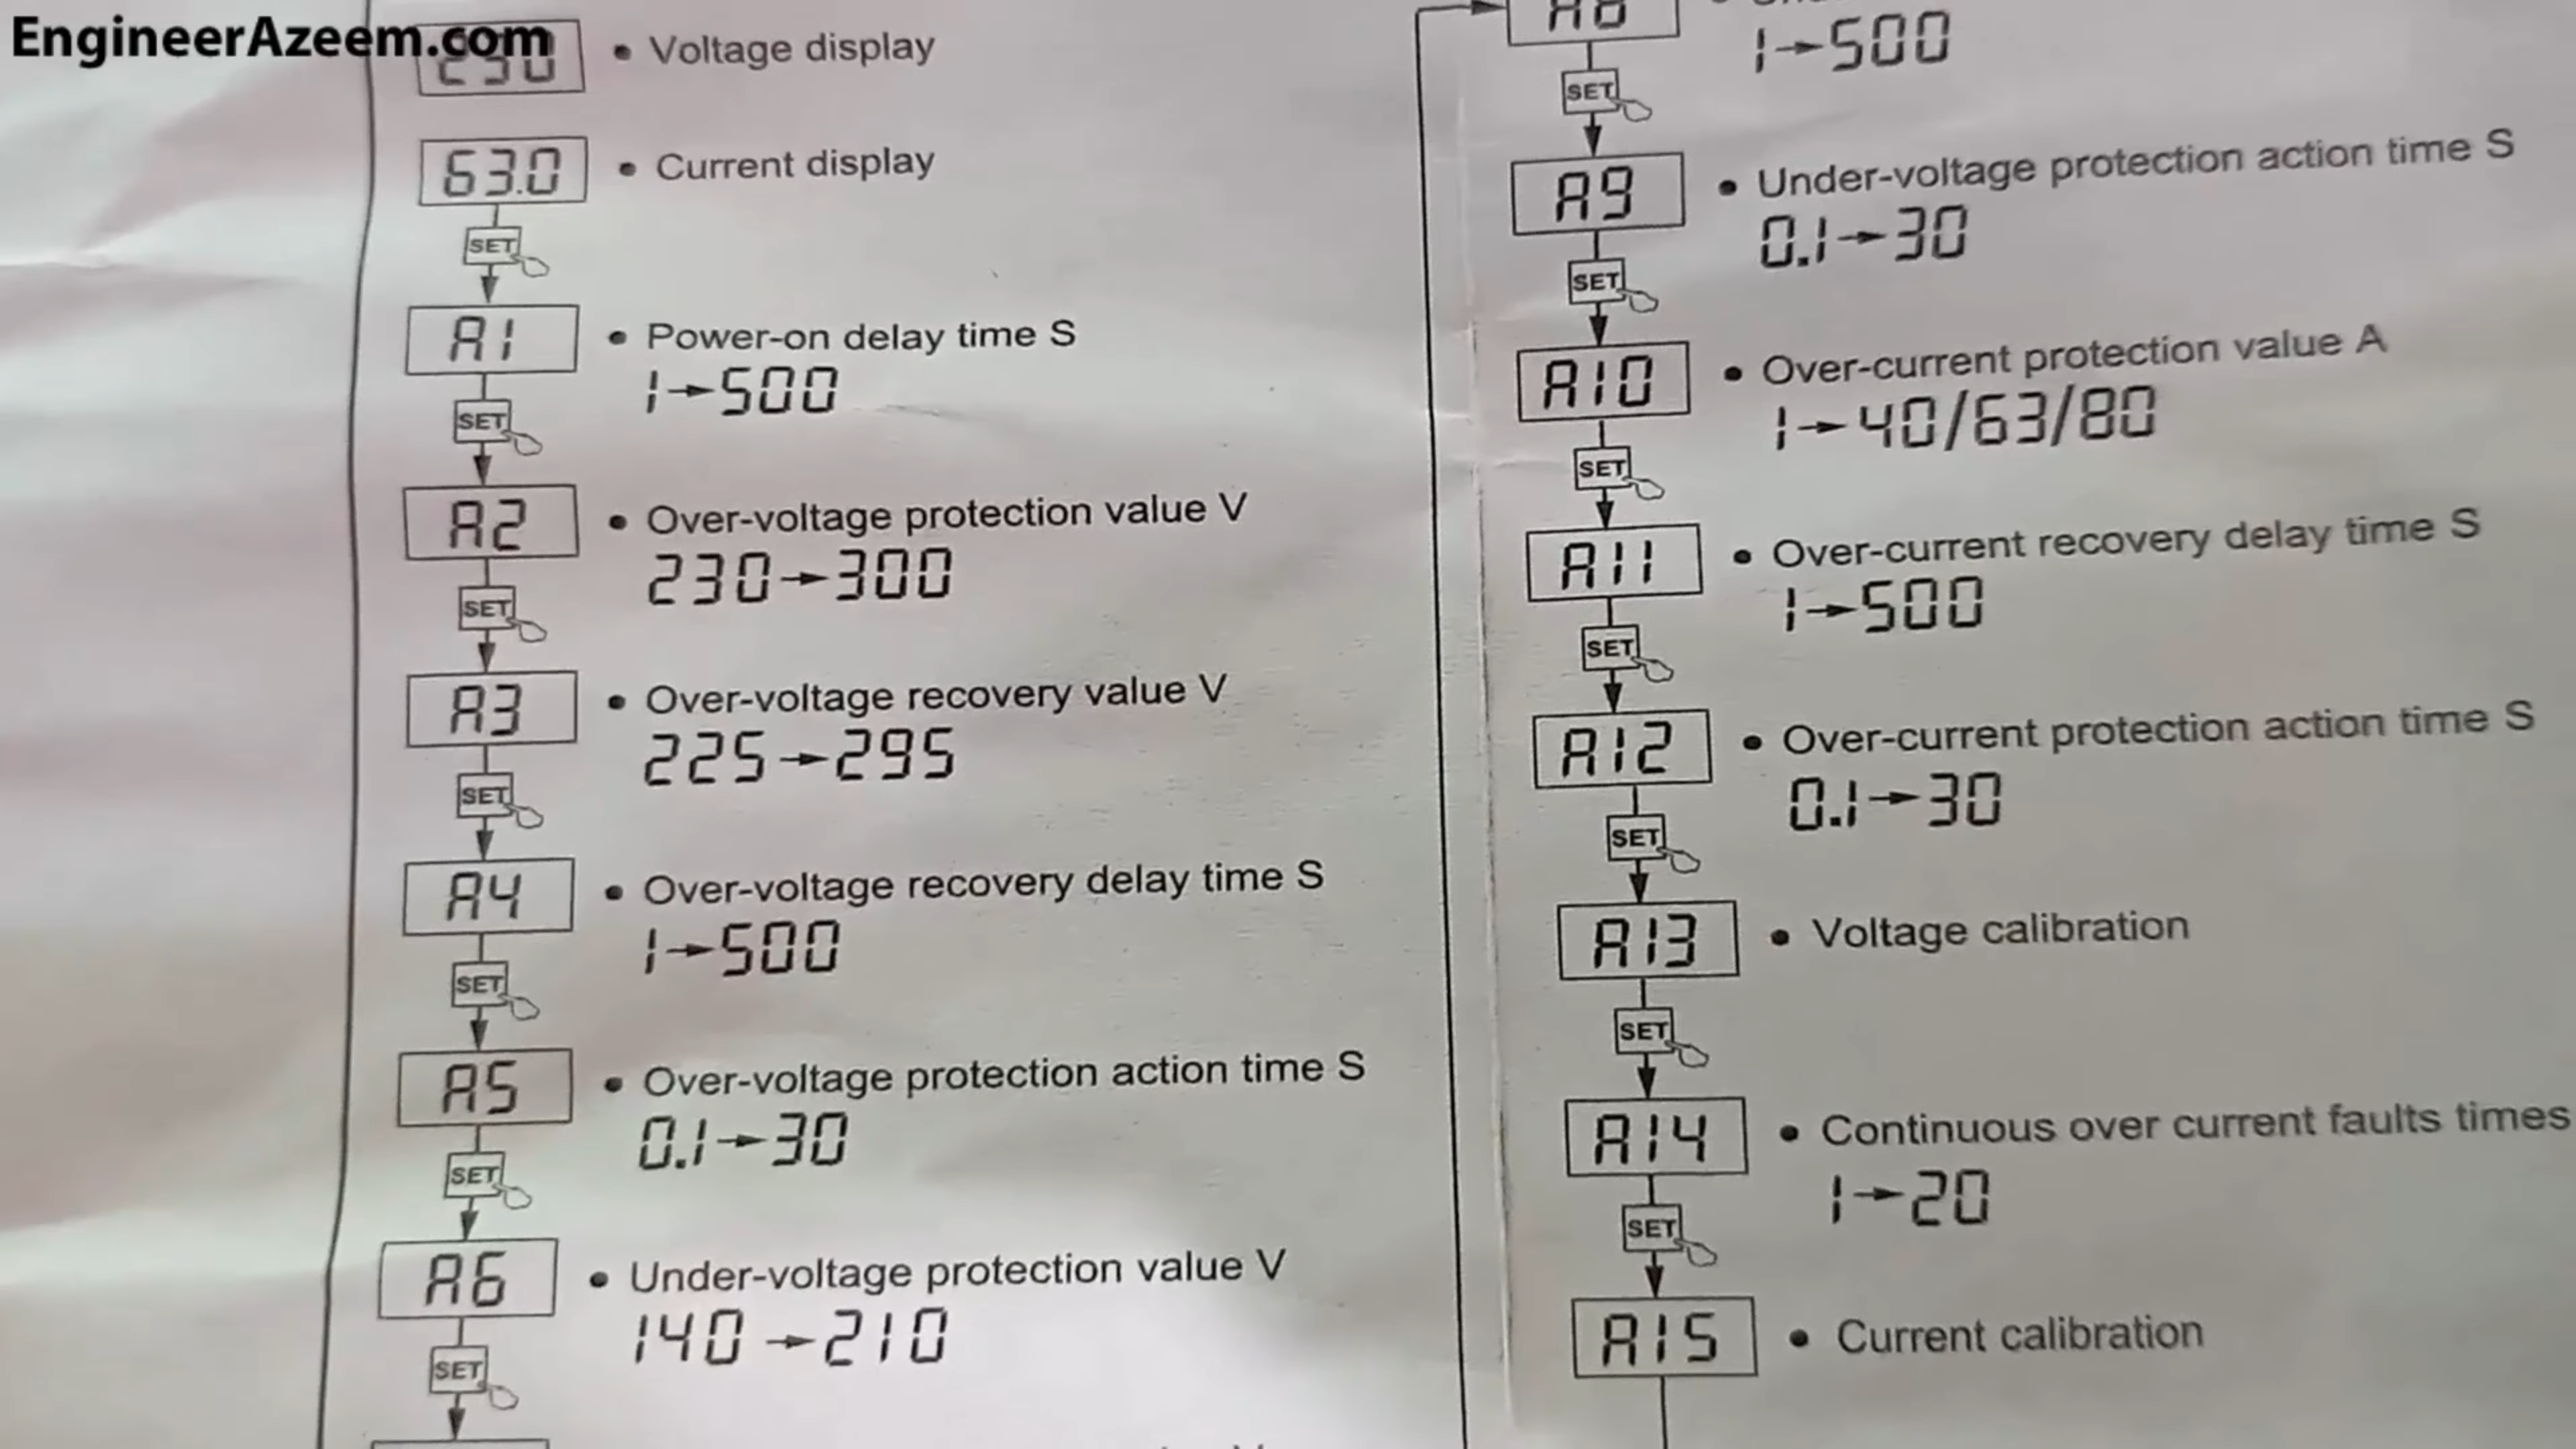 EngineerAzeem.com
230
• Voltage display
63.0
• Current display
SET
A1
• Power-on delay time S
1→500
SET
A2
• Over-voltage protection value V
230→300
SET
A3
• Over-voltage recovery value V
225→295
SET
A4
• Over-voltage recovery delay time S
1→500
SET
A5
• Over-voltage protection action time S
0.1→30
SET
A6
• Under-voltage protection value V
140→210
SET
A8
1→500
SET
A9
• Under-voltage protection action time S
0.1→30
SET
A10
• Over-current protection value A
1→40/63/80
SET
A11
• Over-current recovery delay time S
1→500
SET
A12
• Over-current protection action time S
0.1→30
SET
A13
• Voltage calibration
SET
A14
• Continuous over current faults times
1→20
SET
A15
• Current calibration